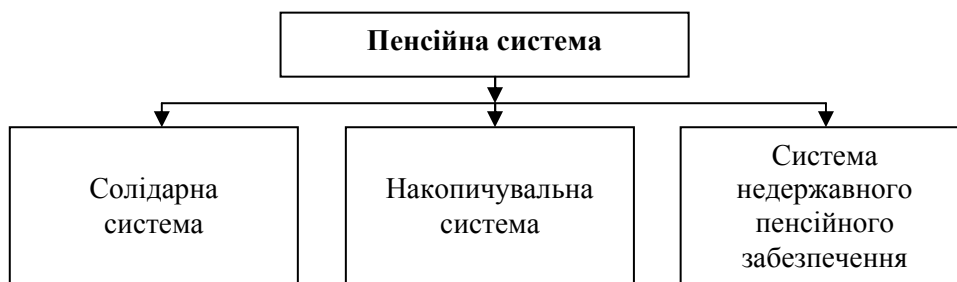 Пенсійна система
Солідарна
система
Накопичувальна
система
Система
недержавного
пенсійного
забезпечення